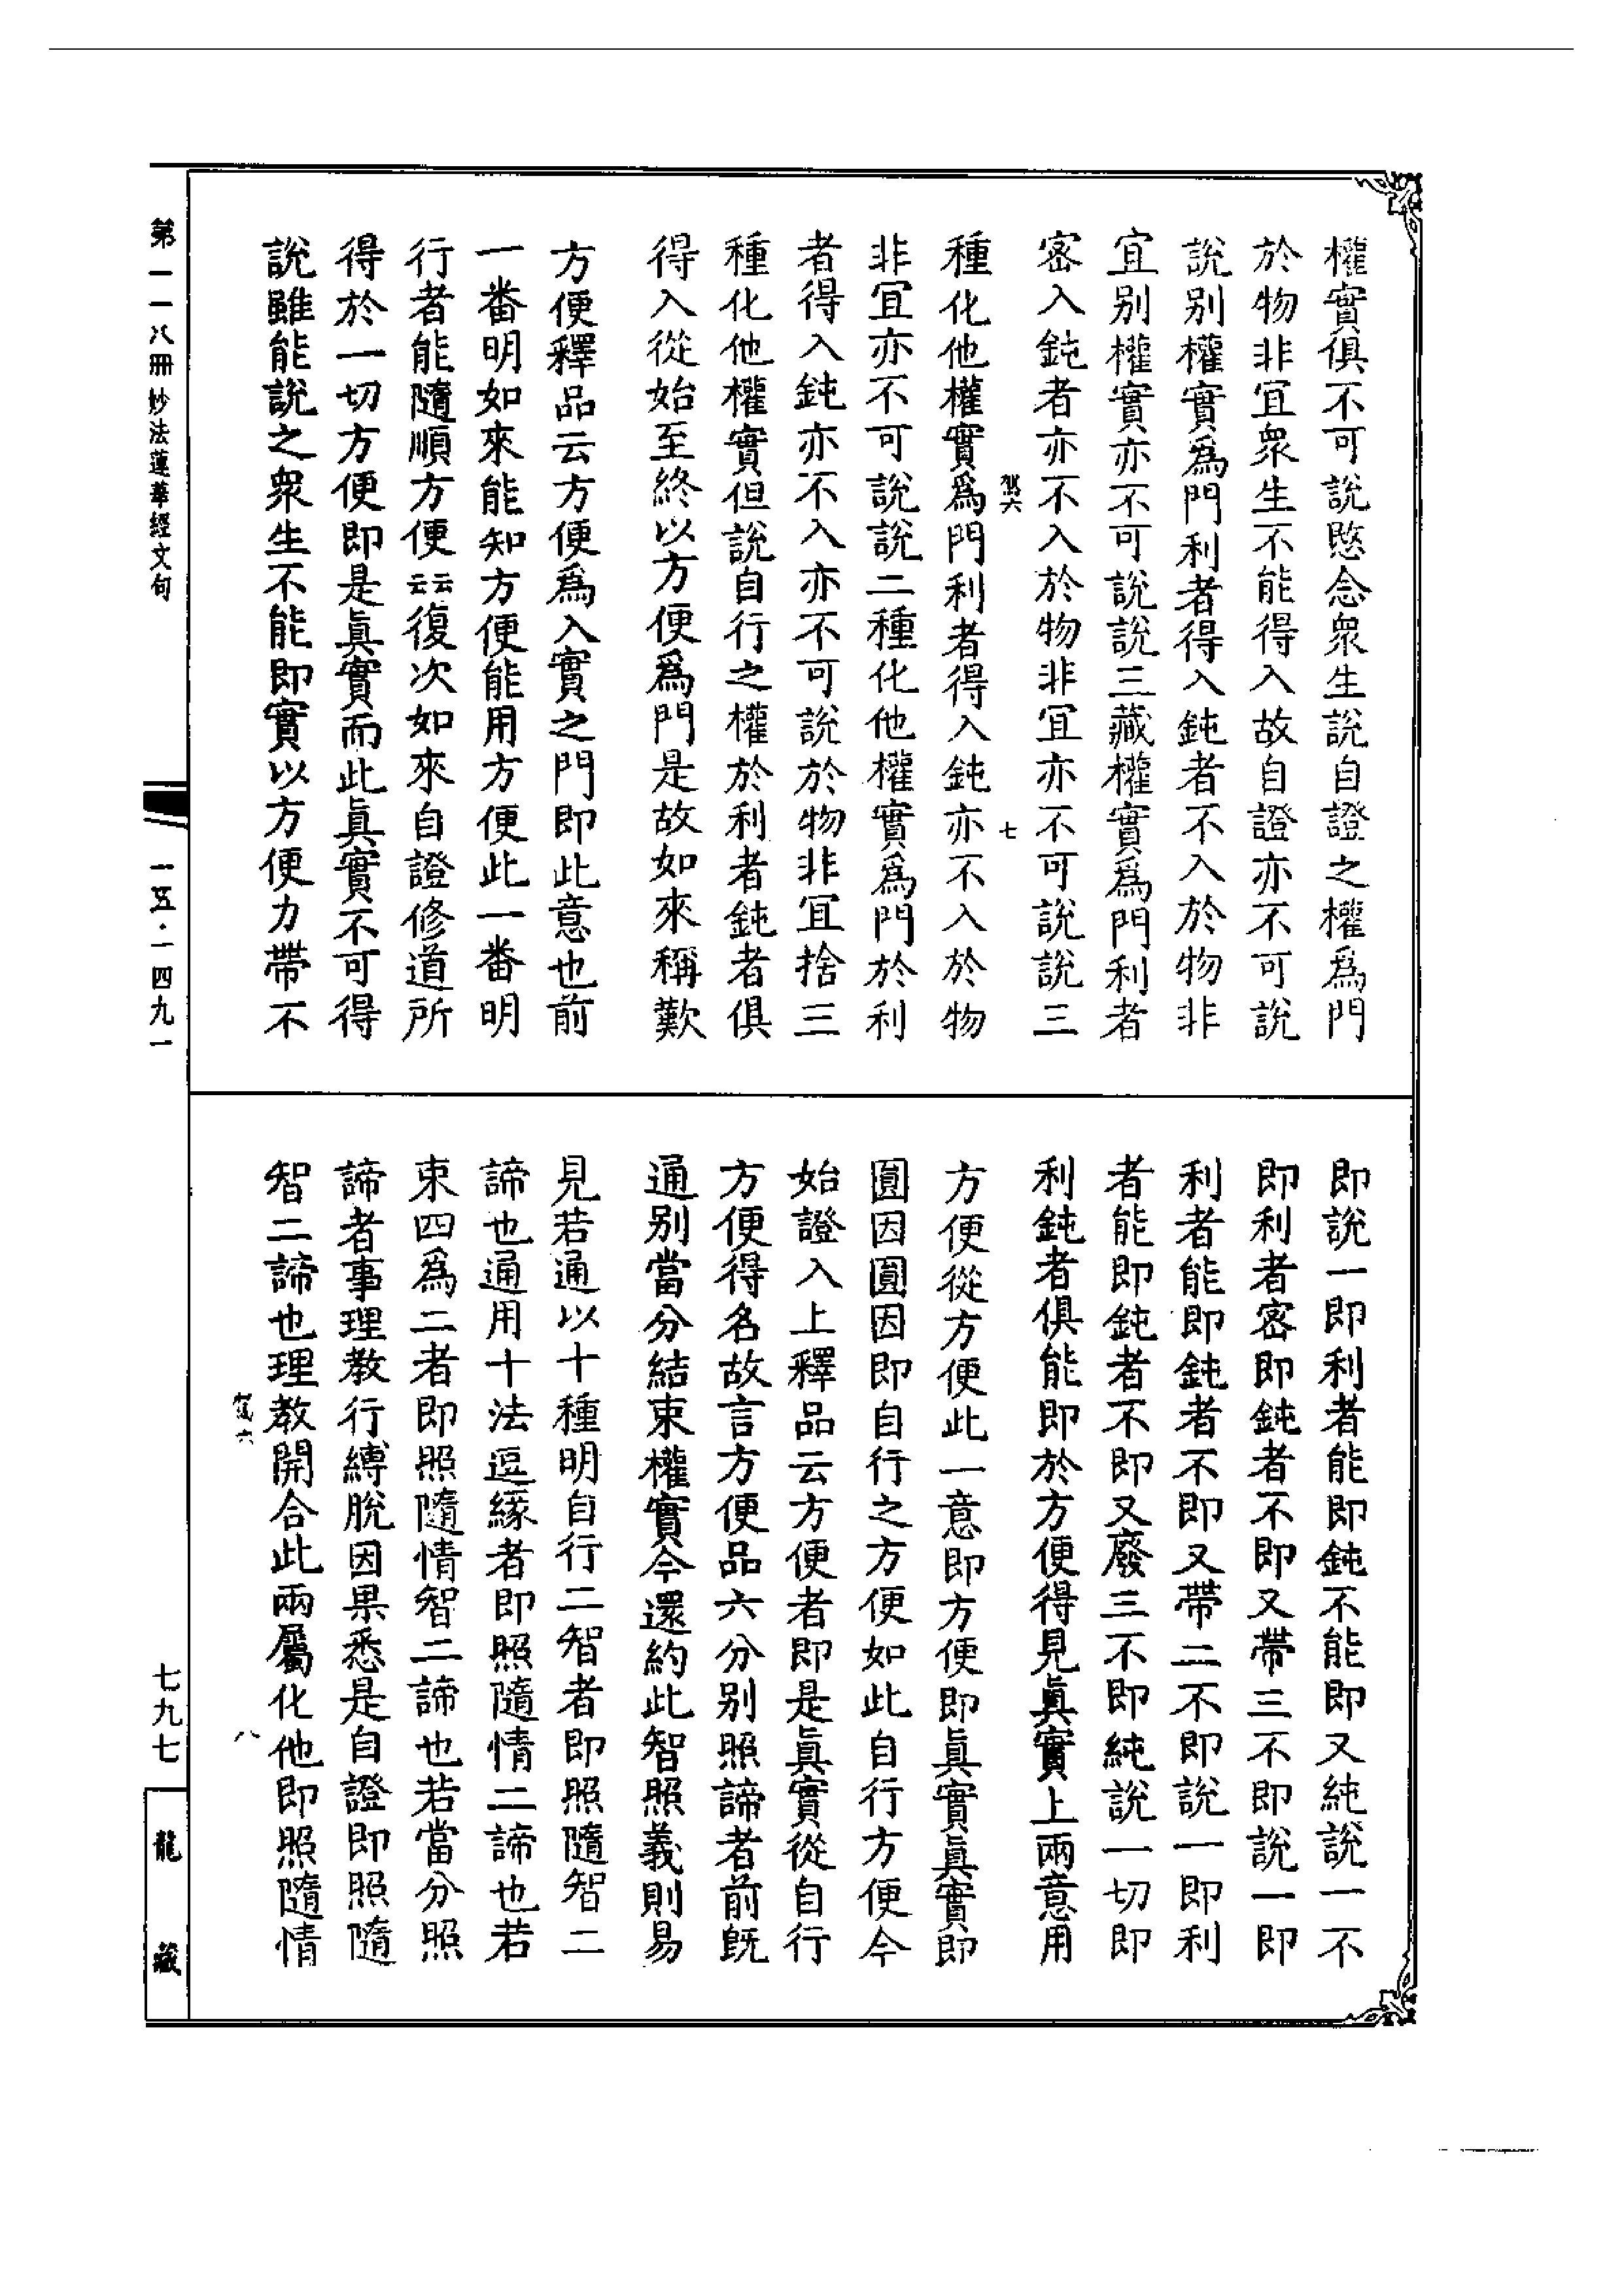 權實俱不可說愍念衆生說自證之權爲門
於物非宜衆生不能得入故自證亦不可說
說别權實爲門利者得入鈍者不入於物非
宜别權實亦不可說說三藏權實爲門利者
密入鈍者亦不入於物非宜亦不可說說三
七
種化他權實爲門利者得入鈍亦不入於物
非宜亦不可說說二種化他權實爲門於利
者得入鈍亦不入亦不可說於物非宜捨三
種化他權實但說自行之權於利者鈍者俱
得入從始至終以方便爲門是故如來稱歎
方便釋品云方便爲入實之門即此意也前
一番明如來能知方便能用方便此一番明
行者能隨順方便云云復次如來自證修道所
得於一切方便即是眞實而此眞實不可得
說雖能說之衆生不能即實以方便力帶不
即說一即利者能即鈍不能即又純說一不
即利者密即鈍者不即又帶三不即說一即
利者能即鈍者不即又帶二不即說一即利
者能即鈍者不即又廢三不即純說一切即
利鈍者俱能即於方便得見眞實上兩意用
方便從方便此一意即方便即眞實眞實即
圓因圓因即自行之方便如此自行方便今
始證入上釋品云方便者即是眞實從自行
方便得名故言方便品六分别照諦者前旣
通别當分結束權實今還約此智照義則易
見若通以十種明自行二智者即照隨智二
諦也通用十法逗緣者即照隨情二諦也若
束四爲二者即照隨情智二諦也若當分照
諦者事理教行縛脫因果悉是自證即照隨
智二諦也理教開合此兩屬化他即照隨情
八
第一一八冊 妙法蓮華經文句
一五·一四九一
七九七
龍藏